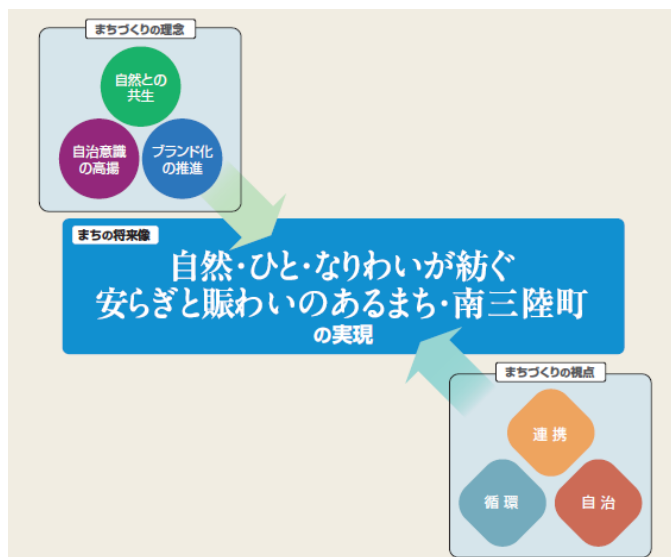 まちづくりの理念
自然との
共生
自治意識
の高揚
ブランド化
の推進
まちの将来像
自然・ひと・なりわいが紡ぐ
安らぎと賑わいのあるまち・南三陸町
の実現
まちづくりの視点
連携
循環
自治